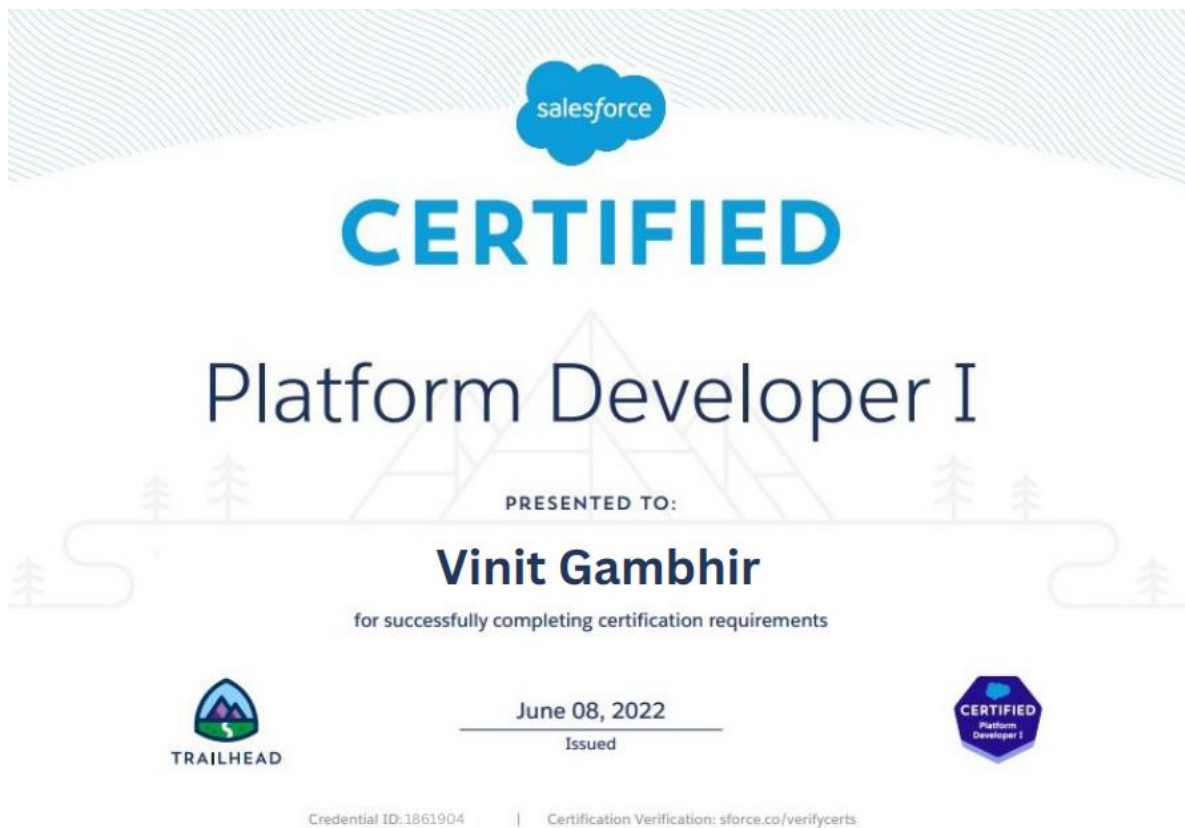 salesforce
CERTIFIED
Platform Developer I
PRESENTED TO:
Vinit Gambhir
for successfully completing certification requirements
TRAILHEAD
June 08, 2022
Issued
CERTIFIED
Platform
Developer I
Credential ID: 1861904 | Certification Verification: sforce.co/verifycerts